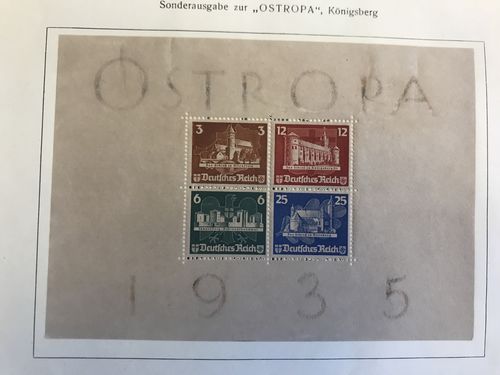 Sonderausgabe zur „OSTROPA", Königsberg
OSTROPA
3 3
Deutsches Reich
12 12
Deutsches Reich
6 6
Deutsches Reich
25 25
Deutsches Reich
1935